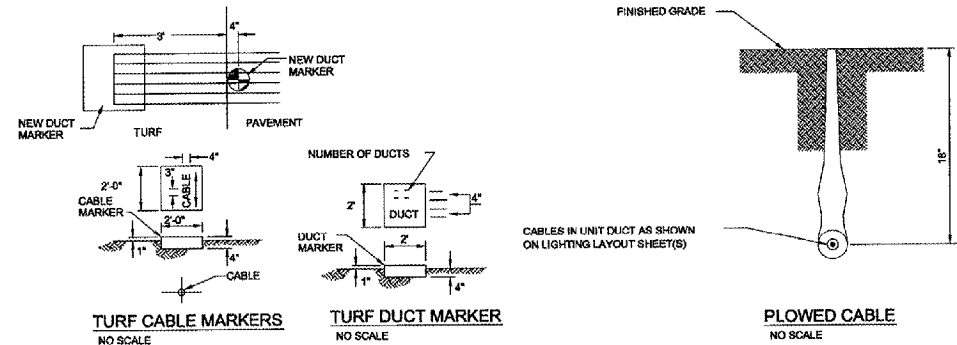 3'
4"
NEW DUCT
MARKER
NEW DUCT
MARKER
TURF
PAVEMENT
4"
3"
CABLE
2'-0"
CABLE
MARKER
2'-0"
1"
4"
CABLE
TURF CABLE MARKERS
NO SCALE
NUMBER OF DUCTS
2'
DUCT
4"
DUCT
MARKER
2'
1"
4"
TURF DUCT MARKER
NO SCALE
FINISHED GRADE
18"
CABLES IN UNIT DUCT AS SHOWN
ON LIGHTING LAYOUT SHEET(S)
PLOWED CABLE
NO SCALE